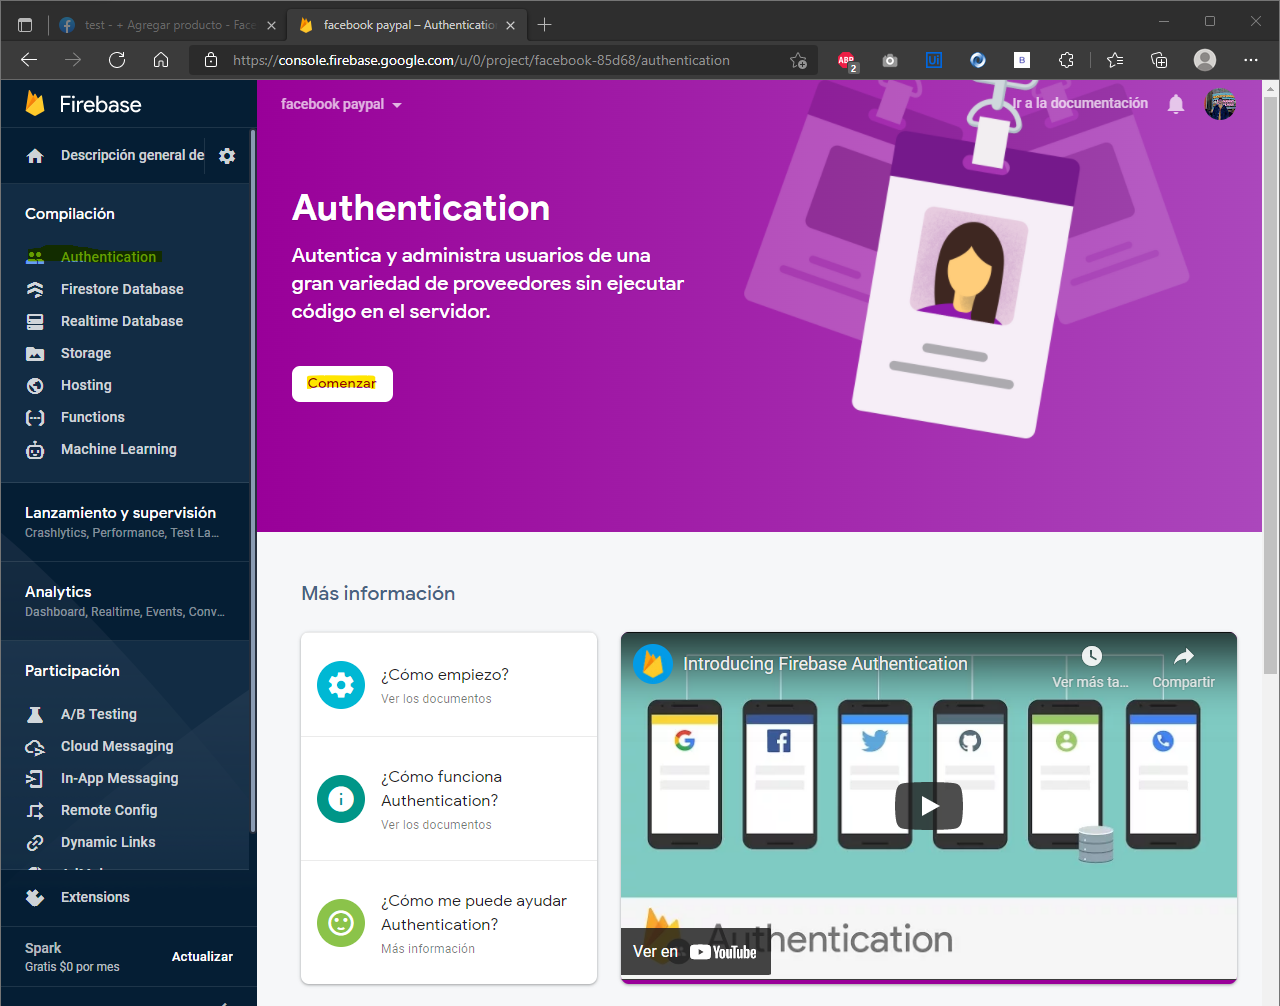 test - + Agregar producto - Face
facebook paypal – Authenticatio
https://console.firebase.google.com/u/0/project/facebook-85d68/authentication
ABP
2
UI
B
Firebase
facebook paypal
Ir a la documentación
Descripción general de
Compilación
Authentication
Firestore Database
Realtime Database
Storage
Hosting
Functions
Machine Learning
Lanzamiento y supervisión
Crashlytics, Performance, Test La...
Analytics
Dashboard, Realtime, Events, Conv...
Participación
A/B Testing
Cloud Messaging
In-App Messaging
Remote Config
Dynamic Links
Extensions
Spark
Gratis $0 por mes
Actualizar
Authentication
Autentica y administra usuarios de una
gran variedad de proveedores sin ejecutar
código en el servidor.
Comenzar
Más información
¿Cómo empiezo?
Ver los documentos
¿Cómo funciona
Authentication?
Ver los documentos
¿Cómo me puede ayudar
Authentication?
Más información
Introducing Firebase Authentication
Ver más ta...
Compartir
Authentication
Ver en YouTube